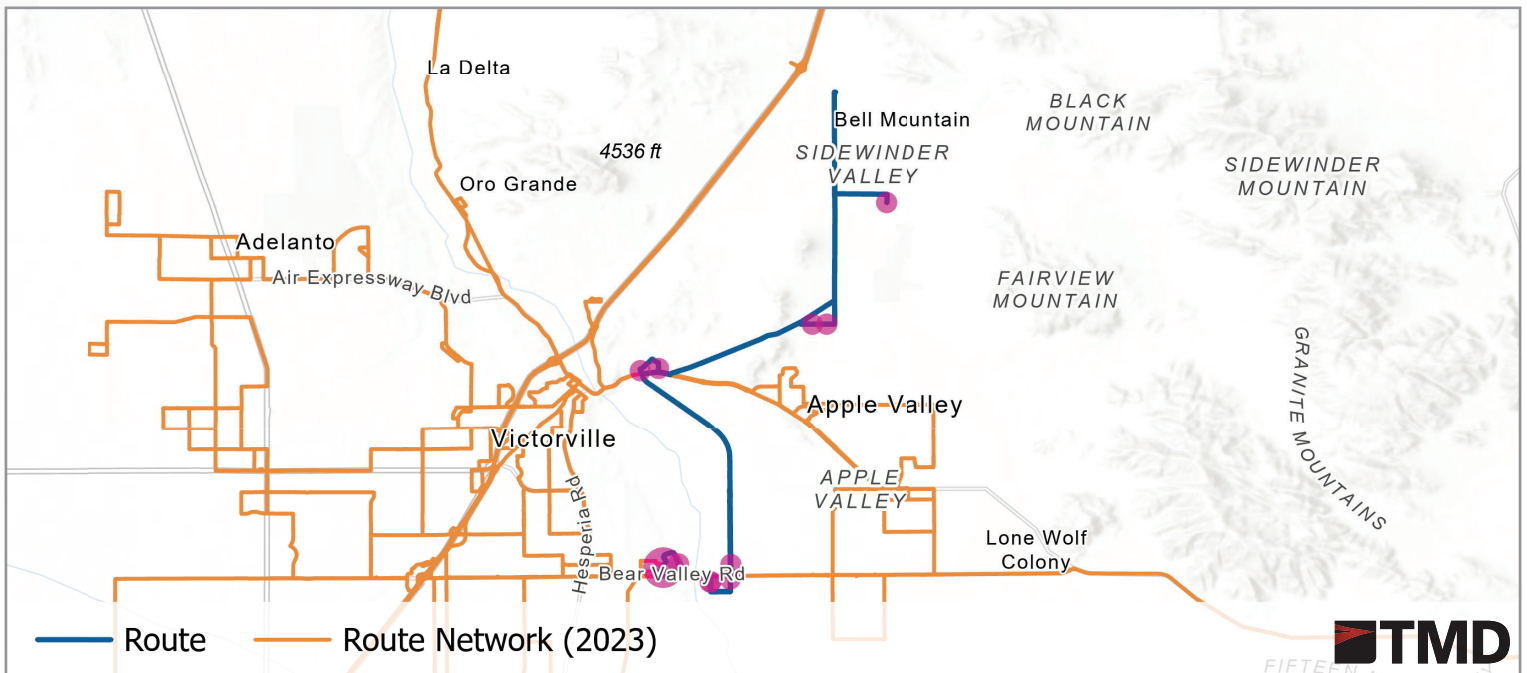 La Delta
Bell Mountain
BLACK
MOUNTAIN
4536 ft
SIDEWINDER
VALLEY
SIDEWINDER
MOUNTAIN
Oro Grande
Adelanto
Air Expressway Blvd
FAIRVIEW
MOUNTAIN
GRANITE MOUNTAINS
Apple Valley
Victorville
APPLE
VALLEY
Hesperia Rd
Lone Wolf
Colony
Bear Valley Rd
Route
Route Network (2023)
TMD
FIFTEEN